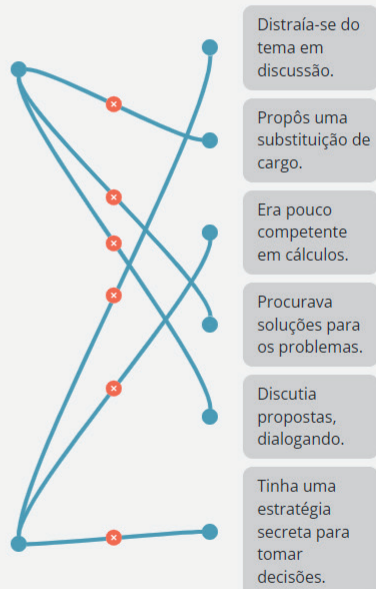 Distraía-se do
tema em
discussão.
Propôs uma
substituição de
cargo.
Era pouco
competente
em cálculos.
Procurava
soluções para
os problemas.
Discutia
propostas,
dialogando.
Tinha uma
estratégia
secreta para
tomar
decisões.